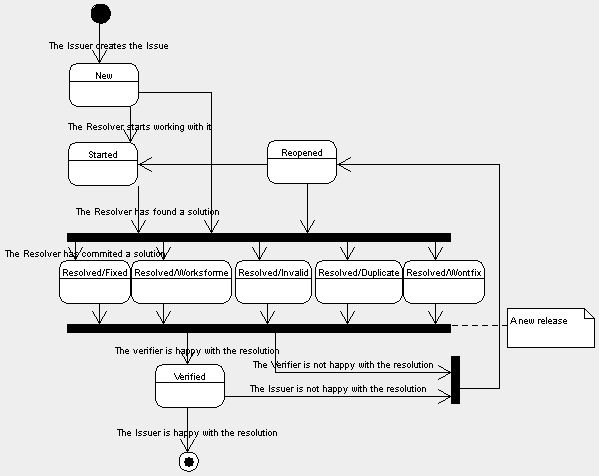 The Issuer creates the Issue
New
The Resolver starts working with it
Started
Reopened
The Resolver has found a solution
The Resolver has commited a solution
Resolved/Fixed
Resolved/Worksforme
Resolved/Invalid
Resolved/Duplicate
Resolved/Wontfix
A new release
The verifier is happy with the resolution
The Verifier is not happy with the resolution
Verified
The Issuer is not happy with the resolution
The Issuer is happy with the resolution